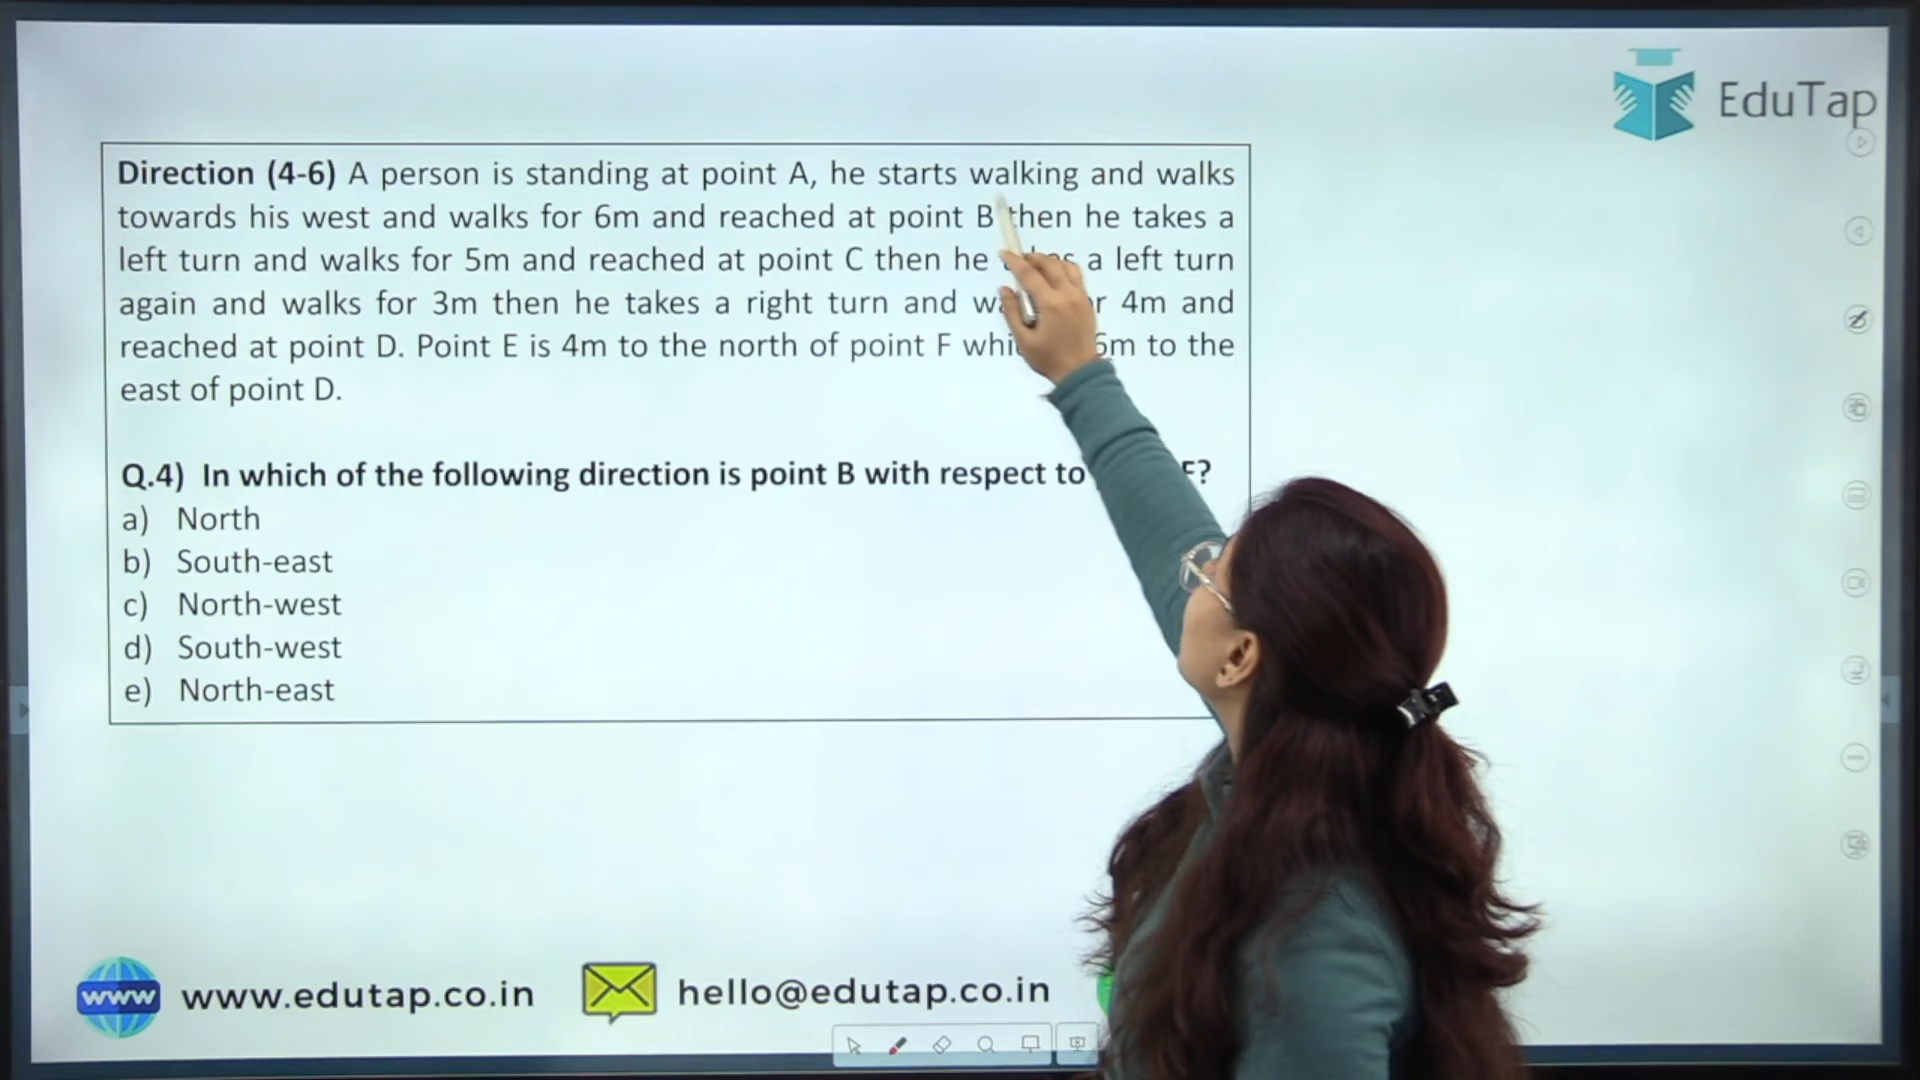 EduTap
Direction (4-6) A person is standing at point A, he starts walking and walks
towards his west and walks for 6m and reached at point B then he takes a
left turn and walks for 5m and reached at point C then he a left turn
again and walks for 3m then he takes a right turn and 4m and
reached at point D. Point E is 4m to the north of point F to the
east of point D.
Q.4) In which of the following direction is point B with respect to
a) North
b) South-east
c) North-west
d) South-west
e) North-east
www www.edutap.co.in hello@edutap.co.in